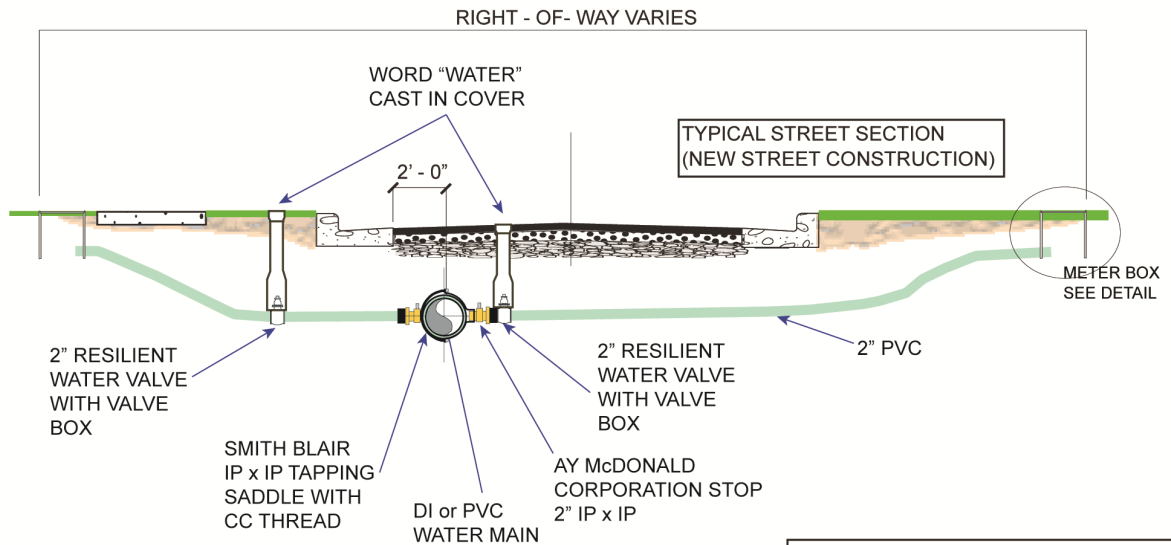 RIGHT - OF- WAY VARIES
WORD “WATER”
CAST IN COVER
TYPICAL STREET SECTION
(NEW STREET CONSTRUCTION)
2' - 0”
METER BOX
SEE DETAIL
2” RESILIENT
WATER VALVE
WITH VALVE
BOX
2” RESILIENT
WATER VALVE
WITH VALVE
BOX
2” PVC
SMITH BLAIR
IP x IP TAPPING
SADDLE WITH
CC THREAD
DI or PVC
WATER MAIN
AY McDONALD
CORPORATION STOP
2” IP x IP